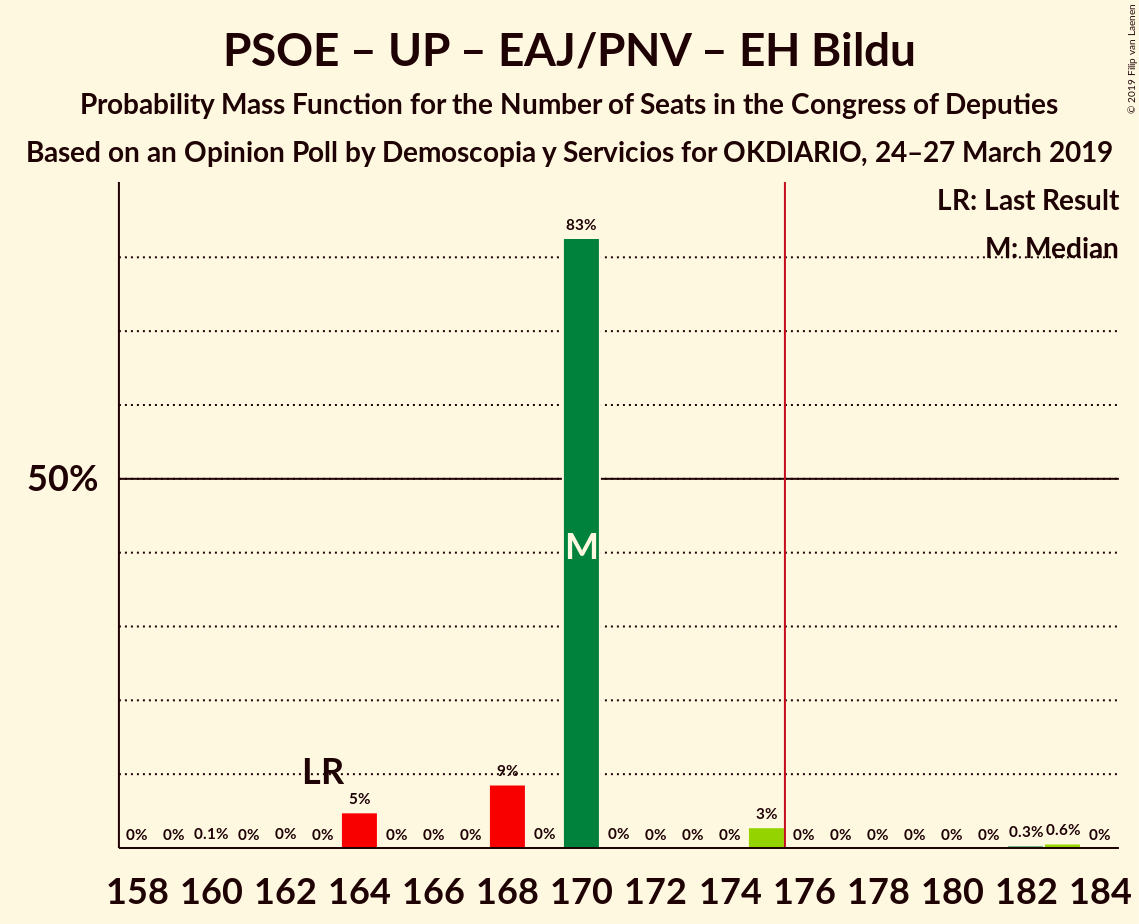 PSOE – UP – EAJ/PNV – EH Bildu
Probability Mass Function for the Number of Seats in the Congress of Deputies
Based on an Opinion Poll by Demoscopia y Servicios for OKDIARIO, 24–27 March 2019
© 2019 Filip van Laenen
LR: Last Result
M: Median
83%
50%
M
LR
5%
9%
3%
0% 0% 0.1% 0% 0% 0% 0% 0% 0% 0% 0% 0% 0% 0% 0% 0% 0% 0% 0% 0% 0.3% 0.6% 0%
158 160 162 164 166 168 170 172 174 176 178 180 182 184